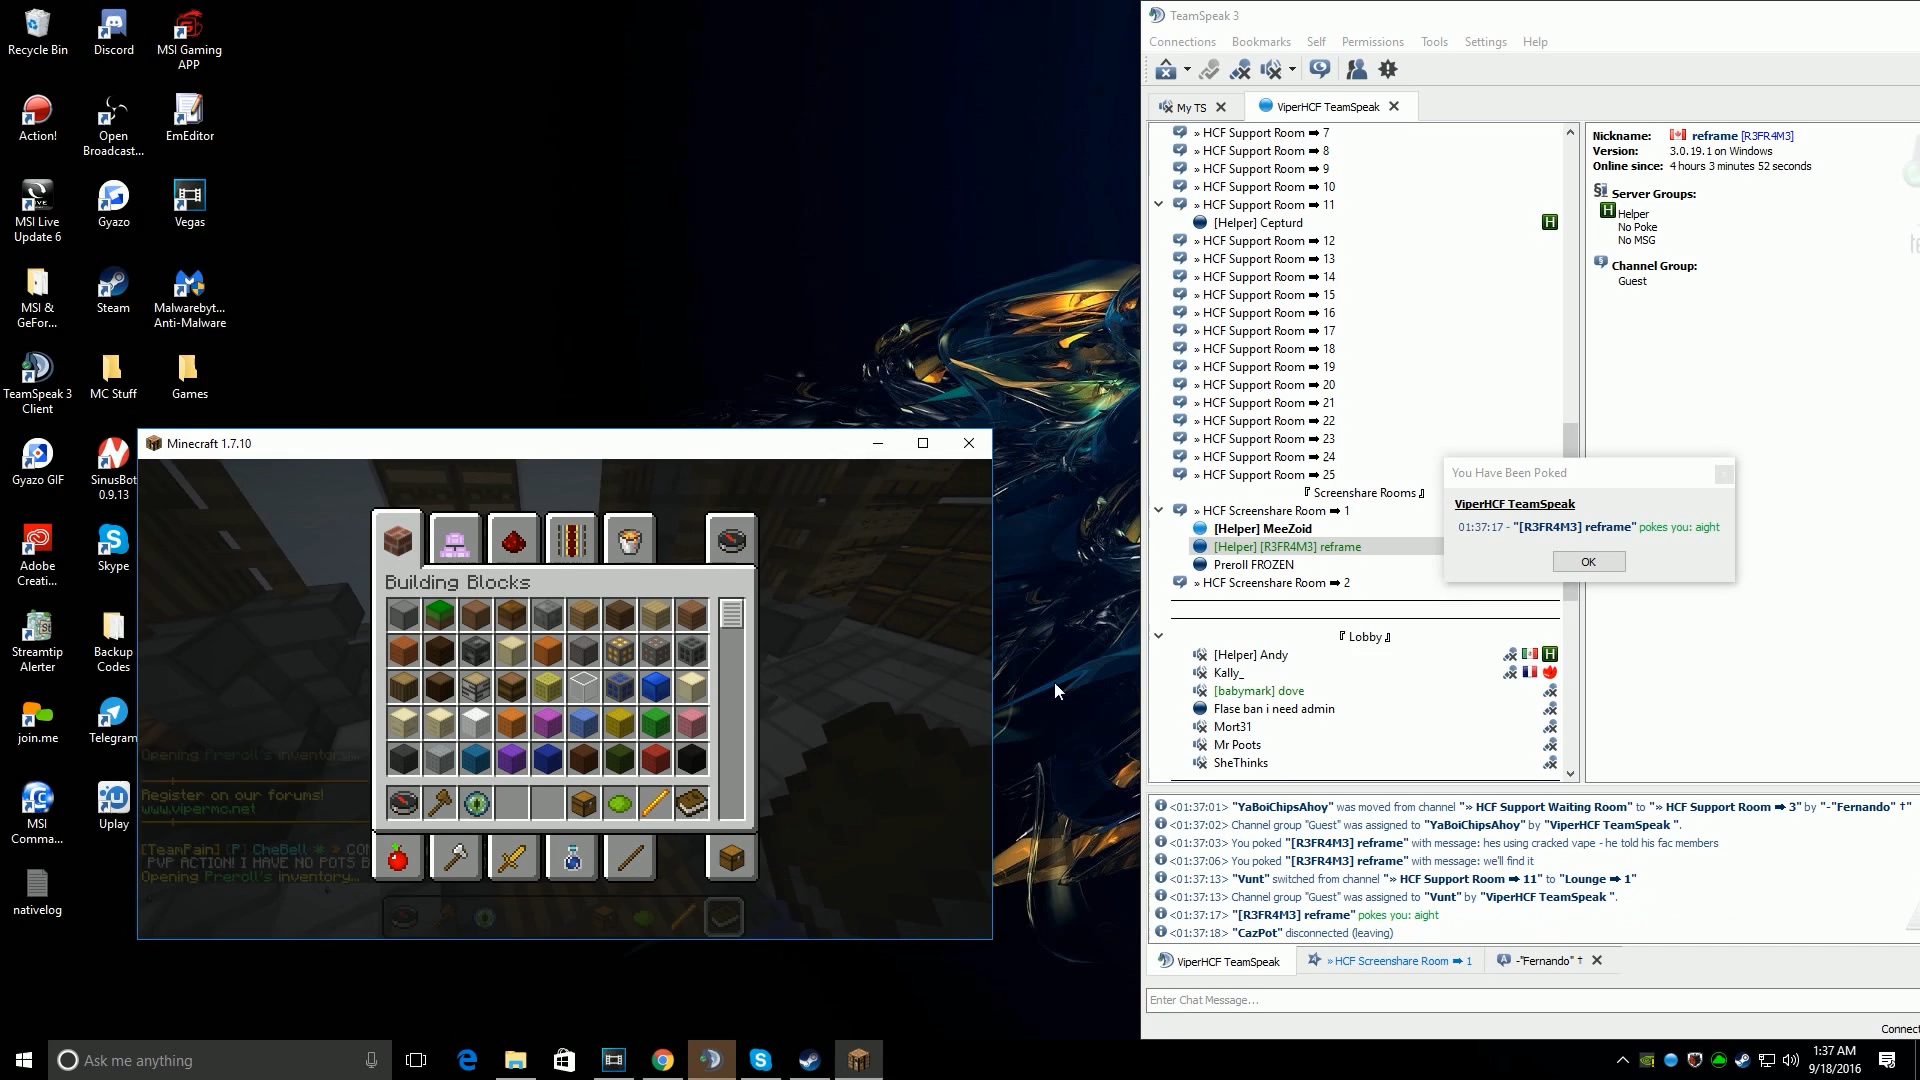 Recycle Bin
Discord
MSI Gaming
APP
Action!
Open
Broadcast...
EmEditor
MSI Live
Update 6
Gyazo
Vegas
MSI &
GeFor...
Steam
Malwarebyt...
Anti-Malware
TeamSpeak 3
Client
MC Stuff
Games
Gyazo GIF
SinusBot
0.9.13
Adobe
Creati...
Skype
Streamtip
Alerter
Backup
Codes
join.me
Telegram
MSI
Comma...
Uplay
nativelog
Minecraft 1.7.10
Building Blocks
Opening Preroll's inventory...
Register on our forums!
www.vipermc.net
[TeamPain] [P] CheBell
PVP ACTION! I HAVE NO POTS
Opening Preroll's inventory...
TeamSpeak 3
Connections Bookmarks Self Permissions Tools Settings Help
My TS
ViperHCF TeamSpeak
» HCF Support Room ➡ 7
» HCF Support Room ➡ 8
» HCF Support Room ➡ 9
» HCF Support Room ➡ 10
» HCF Support Room ➡ 11
[Helper] Cepturd
H
» HCF Support Room ➡ 12
» HCF Support Room ➡ 13
» HCF Support Room ➡ 14
» HCF Support Room ➡ 15
» HCF Support Room ➡ 16
» HCF Support Room ➡ 17
» HCF Support Room ➡ 18
» HCF Support Room ➡ 19
» HCF Support Room ➡ 20
» HCF Support Room ➡ 21
» HCF Support Room ➡ 22
» HCF Support Room ➡ 23
» HCF Support Room ➡ 24
» HCF Support Room ➡ 25
『 Screenshare Rooms 』
» HCF Screenshare Room ➡ 1
[Helper] MeeZoid
[Helper] [R3FR4M3] reframe
Preroll FROZEN
» HCF Screenshare Room ➡ 2
『 Lobby 』
[Helper] Andy
H
Kally_
[babymark] dove
Flase ban i need admin
Mort31
Mr Poots
SheThinks
Nickname: reframe [R3FR4M3]
Version: 3.0.19.1 on Windows
Online since: 4 hours 3 minutes 52 seconds
Server Groups:
H Helper
No Poke
No MSG
Channel Group:
Guest
You Have Been Poked
ViperHCF TeamSpeak
01:37:17 - "[R3FR4M3] reframe" pokes you: aight
OK
<01:37:01> "YaBoiChipsAhoy" was moved from channel "» HCF Support Waiting Room" to "» HCF Support Room ➡ 3" by "-"Fernando" †"
<01:37:02> Channel group "Guest" was assigned to "YaBoiChipsAhoy" by "ViperHCF TeamSpeak ".
<01:37:03> You poked "[R3FR4M3] reframe" with message: hes using cracked vape - he told his fac members
<01:37:06> You poked "[R3FR4M3] reframe" with message: we'll find it
<01:37:13> "Vunt" switched from channel "» HCF Support Room ➡ 11" to "Lounge ➡ 1"
<01:37:13> Channel group "Guest" was assigned to "Vunt" by "ViperHCF TeamSpeak ".
<01:37:17> "[R3FR4M3] reframe" pokes you: aight
<01:37:18> "CazPot" disconnected (leaving)
ViperHCF TeamSpeak
» HCF Screenshare Room ➡ 1
-"Fernando" †
Enter Chat Message...
Connect
Ask me anything
1:37 AM
9/18/2016